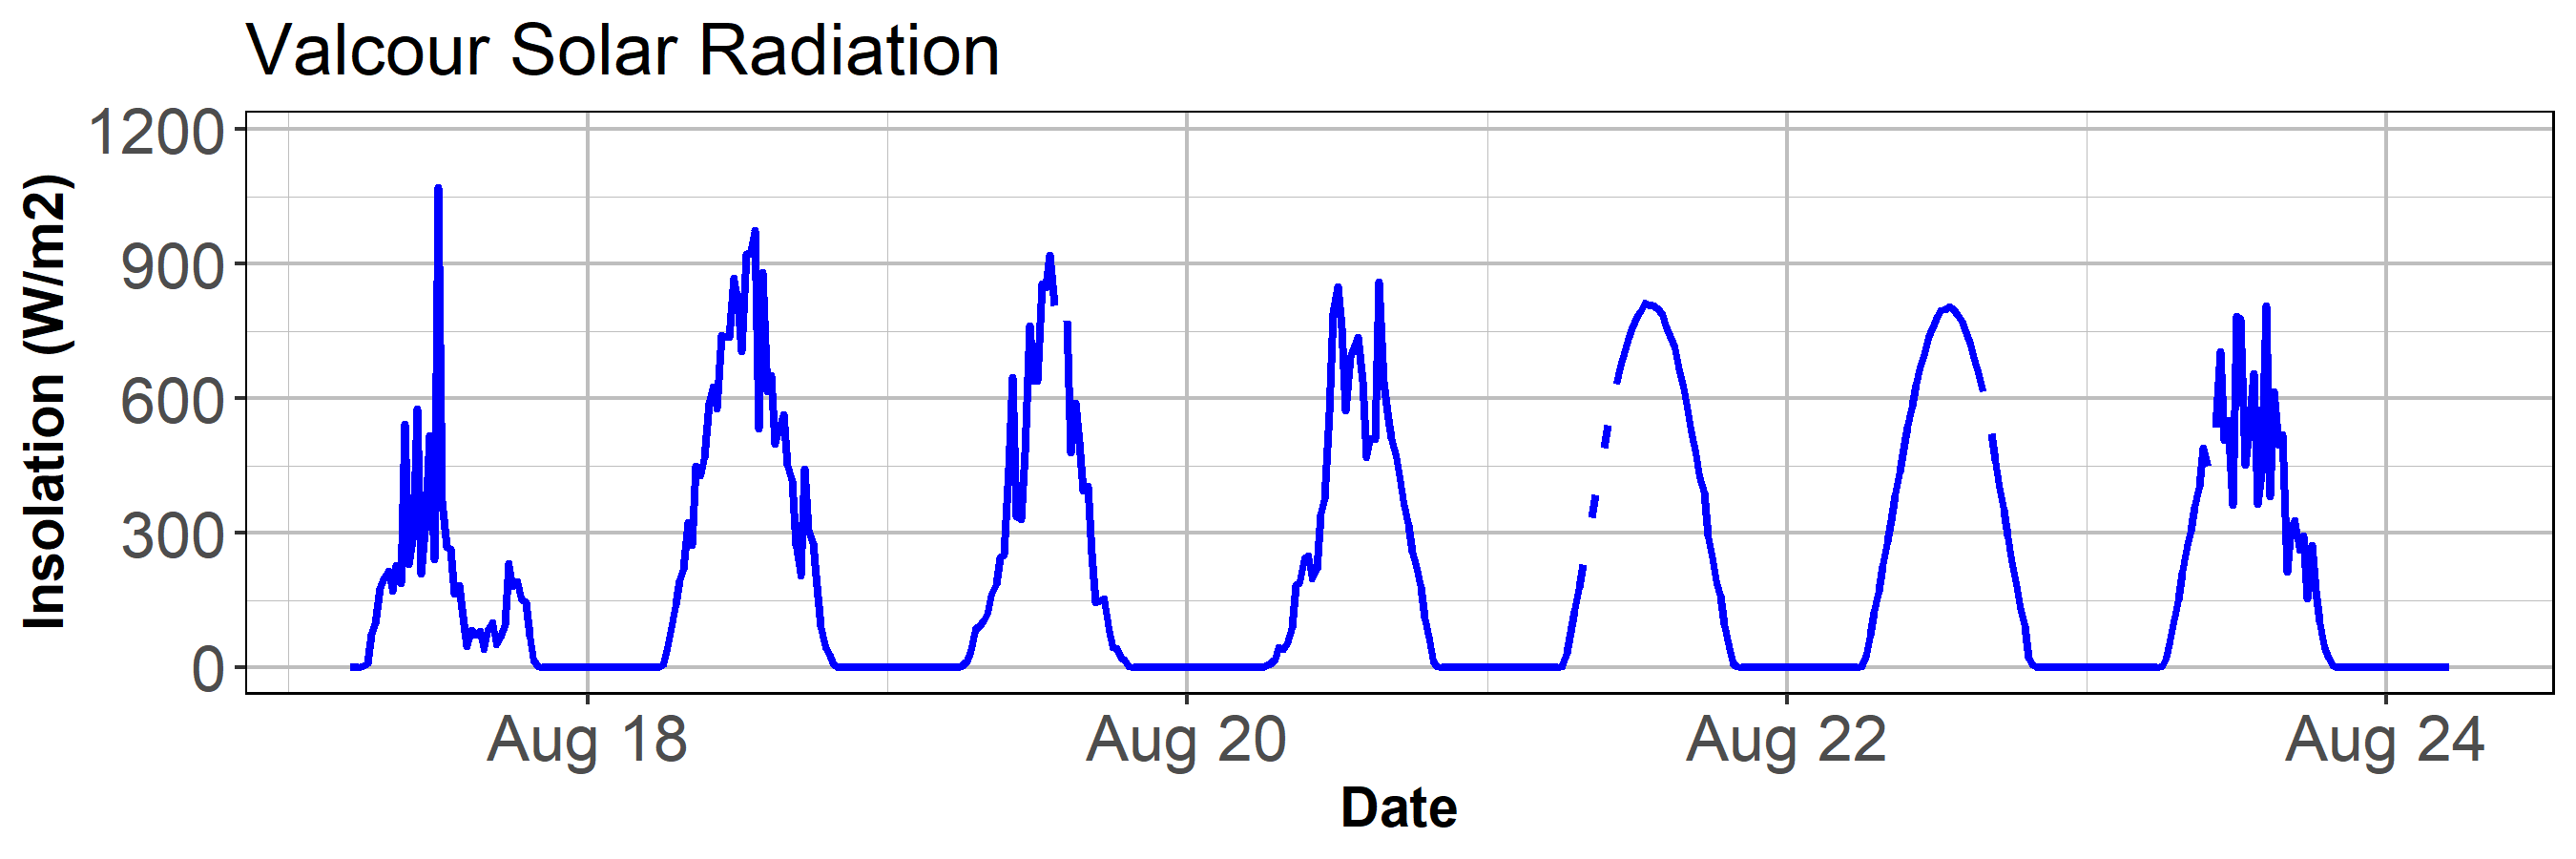 Valcour Solar Radiation
1200
900
600
300
0
Insolation (W/m2)
Aug 18
Aug 20
Aug 22
Aug 24
Date